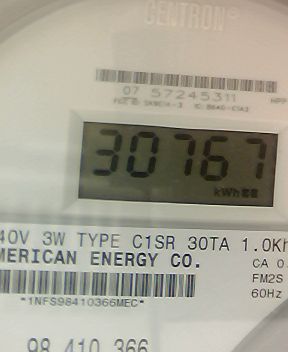 CENTRON®
07 57245311
30767
kWh
40V 3W TYPE C1SR 30TA 1.0Kh
MERICAN ENERGY CO.
CA 0.
FM2S
*1NFS98410366MEC*
60Hz
98 410 366